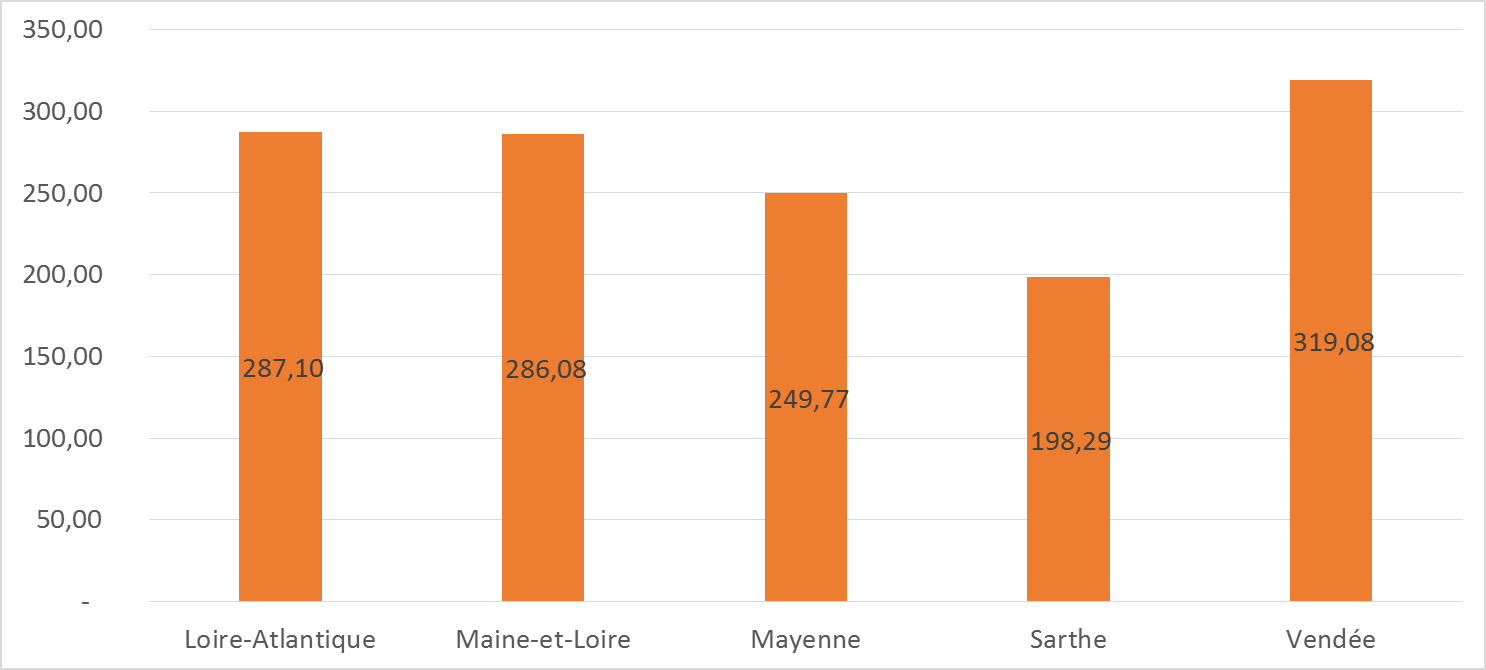 350,00
300,00
250,00
200,00
150,00
100,00
50,00
-
287,10
286,08
249,77
198,29
319,08
Loire-Atlantique
Maine-et-Loire
Mayenne
Sarthe
Vendée